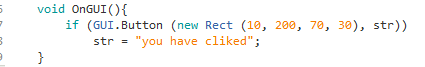 void OnGUI(){
if (GUI.Button (new Rect (10, 200, 70, 30), str))
str = "you have cliked";
}